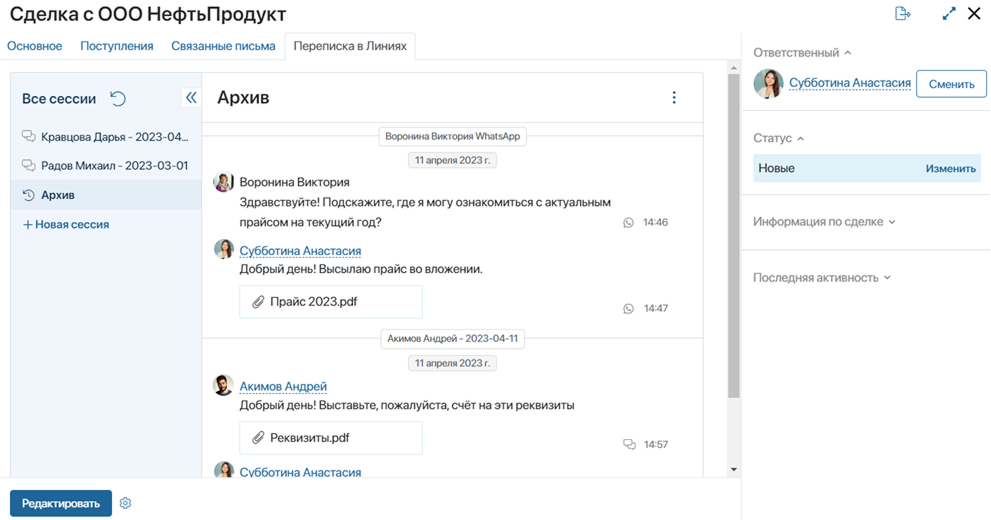 Сделка с ООО НефтьПродукт
Основное
Поступления
Связанные письма
Переписка в Линиях
Все сессии
Кравцова Дарья - 2023-04...
Радов Михаил - 2023-03-01
Архив
+ Новая сессия
Архив
Воронина Виктория WhatsApp
11 апреля 2023 г.
Воронина Виктория
Здравствуйте! Подскажите, где я могу ознакомиться с актуальным
прайсом на текущий год?
14:46
Субботина Анастасия
Добрый день! Высылаю прайс во вложении.
Прайс 2023.pdf
14:47
Акимов Андрей - 2023-04-11
11 апреля 2023 г.
Акимов Андрей
Добрый день! Выставьте, пожалуйста, счёт на эти реквизиты
Реквизиты.pdf
14:57
Субботина Анастасия
Редактировать
Ответственный
Субботина Анастасия
Сменить
Статус
Новые
Изменить
Информация по сделке
Последняя активность